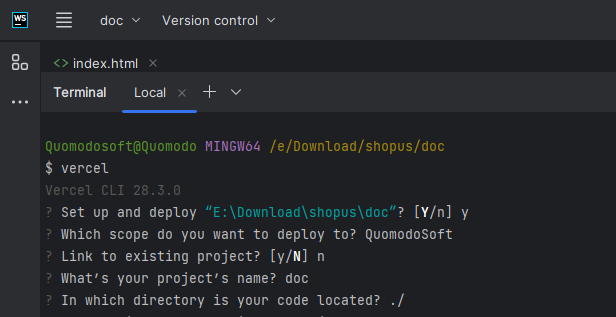 WS doc Version control
<> index.html ×
Terminal Local × +
Quomodosoft@Quomodo MINGW64 /e/Download/shopus/doc
$ vercel
Vercel CLI 28.3.0
? Set up and deploy “E:\Download\shopus\doc”? [Y/n] y
? Which scope do you want to deploy to? QuomodoSoft
? Link to existing project? [y/N] n
? What’s your project’s name? doc
? In which directory is your code located? ./